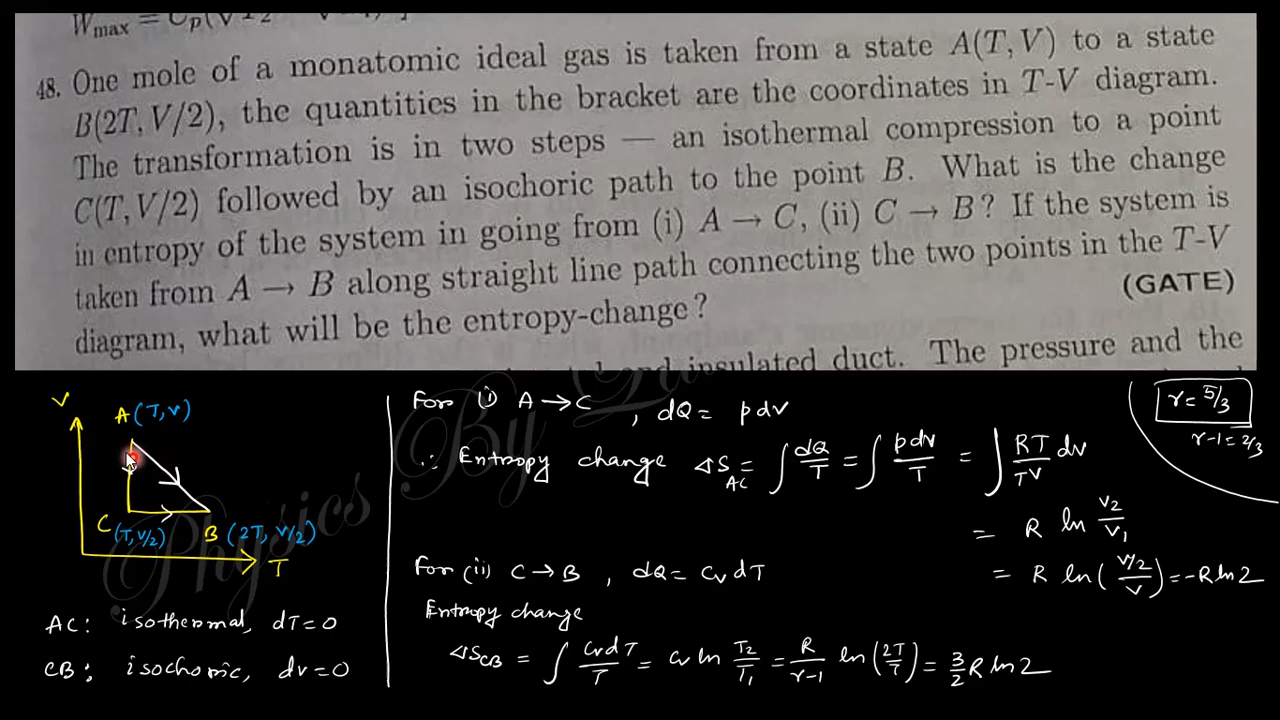 W_max = C_p(√T₂
48. One mole of a monatomic ideal gas is taken from a state A(T, V) to a state
B(2T, V/2), the quantities in the bracket are the coordinates in T-V diagram.
The transformation is in two steps — an isothermal compression to a point
C(T, V/2) followed by an isochoric path to the point B. What is the change
in entropy of the system in going from (i) A → C, (ii) C → B? If the system is
taken from A → B along straight line path connecting the two points in the T-V
diagram, what will be the entropy-change?
(GATE)
and insulated duct. The pressure and the
V
A (T, V)
C (T, V/2)
B (2T, V/2)
T
AC: isothermal, dT = 0
CB: isochoric, dv = 0
For (i) A → C, dQ = pdv
∴ Entropy change ΔS_AC = ∫ dQ/T = ∫ pdv/T = ∫ RT/TV dv
= R ln V₂/V₁
= R ln (V/2/V) = -R ln 2
For (ii) C → B, dQ = Cv dT
Entropy change
ΔS_CB = ∫ Cv dT/T = Cv ln T₂/T₁ = R/γ-1 ln (2T/T) = 3/2 R ln 2
γ = 5/3
γ-1 = 2/3
Physics By